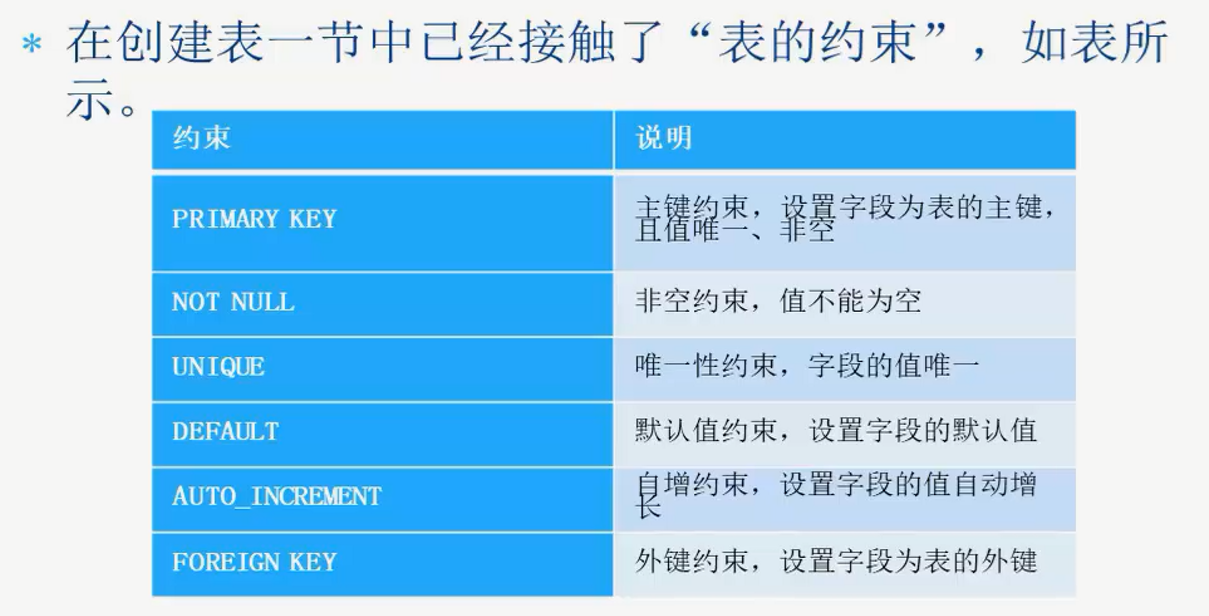 * 在创建表一节中已经接触了“表的约束”，如表所
示。
约束 说明
PRIMARY KEY 主键约束，设置字段为表的主键，
且值唯一、非空
NOT NULL 非空约束，值不能为空
UNIQUE 唯一性约束，字段的值唯一
DEFAULT 默认值约束，设置字段的默认值
AUTO_INCREMENT 自增约束，设置字段的值自动增
长
FOREIGN KEY 外键约束，设置字段为表的外键